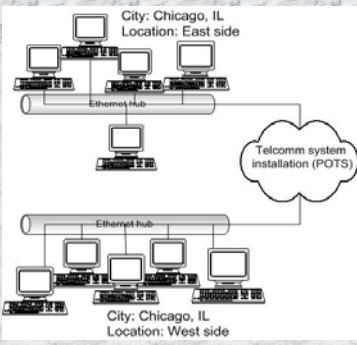 City: Chicago, IL
Location: East side
Ethernet hub
Telcomm system
installation (POTS)
Ethernet hub
City: Chicago, IL
Location: West side